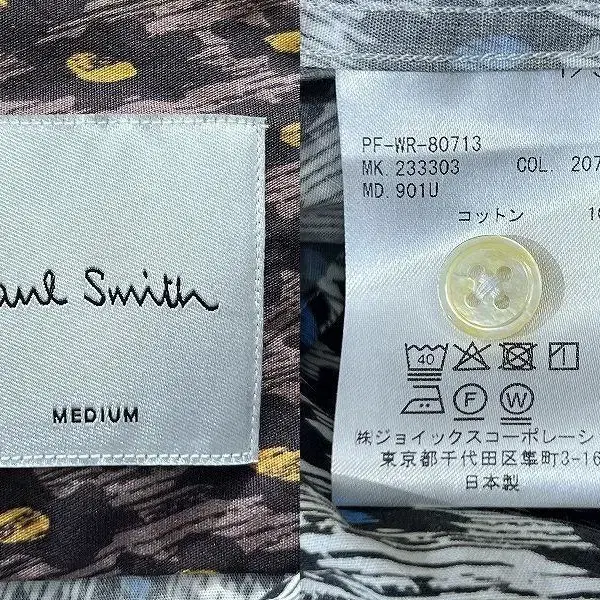 Paul Smith
MEDIUM
PF-WR-80713
MK. 233303 COL. 207
MD. 901U
コットン
40
F W
株ジョイックスコーポレーシ
東京都千代田区隼町3-16
日本製